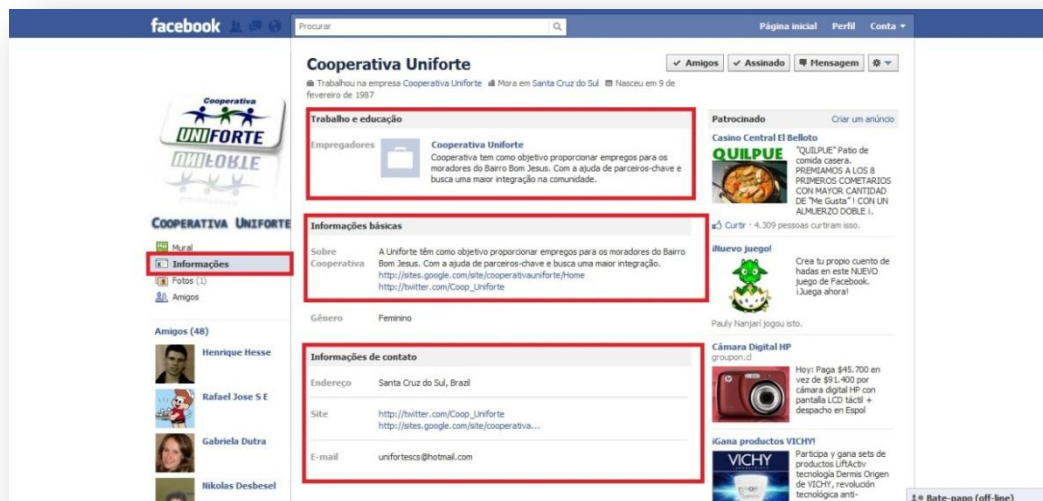 facebook
Procurar
Página inicial Perfil Conta
Cooperativa
UNIFORTE
COOPERATIVA UNIFORTE
Mural
Informações
Fotos (1)
Amigos
Amigos (48)
Henrique Hesse
Rafael Jose S E
Gabriela Dutra
Nikolas Desbesel
Cooperativa Uniforte
Amigos
Assinado
Mensagem
Trabalhou na empresa Cooperativa Uniforte Mora em Santa Cruz do Sul Nasceu em 9 de
fevereiro de 1987
Trabalho e educação
Empregadores
Cooperativa Uniforte
Cooperativa tem como objetivo proporcionar empregos para os
moradores do Bairro Bom Jesus. Com a ajuda de parceiros-chave e
busca uma maior integração na comunidade.
Informações básicas
Sobre
Cooperativa
A Uniforte têm como objetivo proporcionar empregos para os moradores do Bairro
Bom Jesus. Com a ajuda de parceiros-chave e busca uma maior integração.
http://sites.google.com/site/cooperativauniforte/Home
http://twitter.com/Coop_Uniforte
Gênero Feminino
Informações de contato
Endereço Santa Cruz do Sul, Brazil
Site http://twitter.com/Coop_Uniforte
http://sites.google.com/site/cooperativa...
E-mail unifortescs@hotmail.com
Patrocinado Criar um anúncio
Casino Central El Belloto
QUILPUE
"QUILPUE" Patio de
comida casera.
PREMIAMOS A LOS 8
PRIMEROS COMETARIOS
CON MAYOR CANTIDAD
DE "Me Gusta" ! CON UN
ALMUERZO DOBLE ¡.
Curtir · 4.309 pessoas curtiram isso.
¡Nuevo juego!
Crea tu propio cuento de
hadas en este NUEVO
juego de Facebook.
¡Juega ahora!
Pauly Nanjarí jogou isto.
Cámara Digital HP
groupon.cl
Hoy: Paga $45.700 en
vez de $91.400 por
cámara digital HP con
pantalla LCD táctil +
despacho en Espol
¡Gana productos VICHY!
VICHY
Participa y gana sets de
productos LiftActiv
tecnología Dermis Origen
de VICHY, revolución
tecnológica anti-
Bate-papo (off-line)